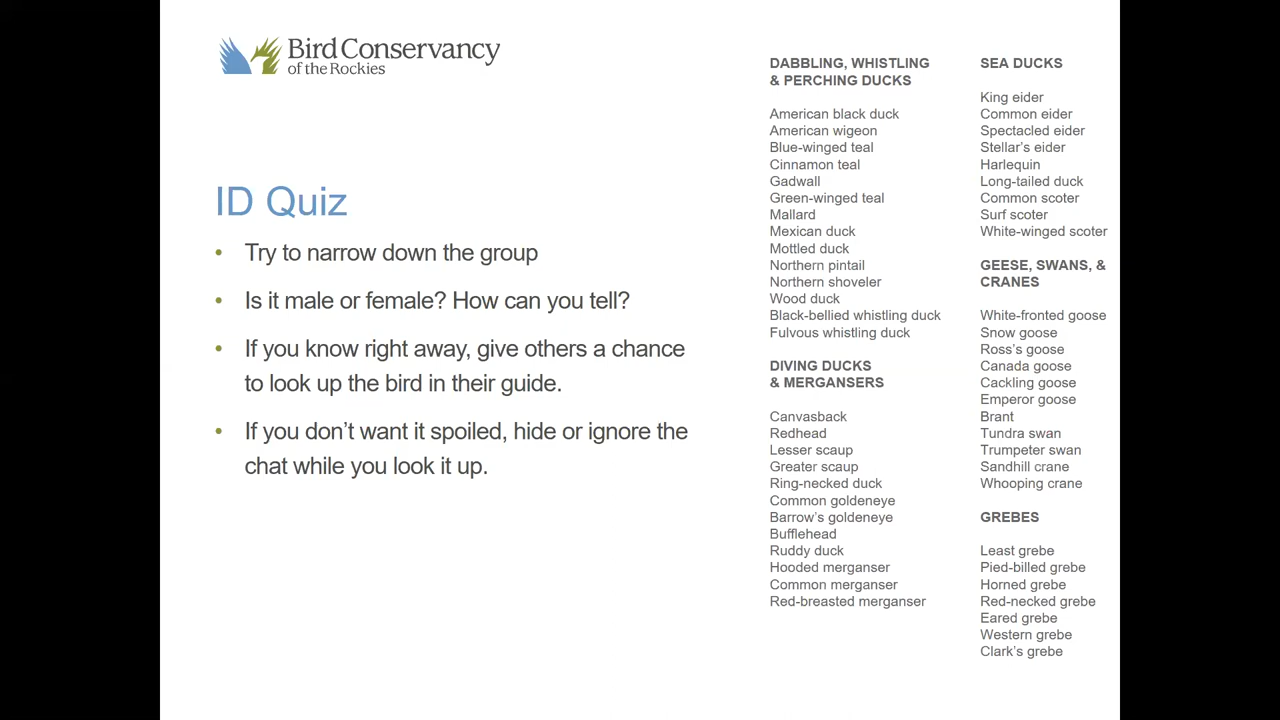 Bird Conservancy
of the Rockies
ID Quiz
• Try to narrow down the group
• Is it male or female? How can you tell?
• If you know right away, give others a chance
to look up the bird in their guide.
• If you don’t want it spoiled, hide or ignore the
chat while you look it up.
DABBLING, WHISTLING
& PERCHING DUCKS
American black duck
American wigeon
Blue-winged teal
Cinnamon teal
Gadwall
Green-winged teal
Mallard
Mexican duck
Mottled duck
Northern pintail
Northern shoveler
Wood duck
Black-bellied whistling duck
Fulvous whistling duck
DIVING DUCKS
& MERGANSERS
Canvasback
Redhead
Lesser scaup
Greater scaup
Ring-necked duck
Common goldeneye
Barrow’s goldeneye
Bufflehead
Ruddy duck
Hooded merganser
Common merganser
Red-breasted merganser
SEA DUCKS
King eider
Common eider
Spectacled eider
Stellar’s eider
Harlequin
Long-tailed duck
Common scoter
Surf scoter
White-winged scoter
GEESE, SWANS, &
CRANES
White-fronted goose
Snow goose
Ross’s goose
Canada goose
Cackling goose
Emperor goose
Brant
Tundra swan
Trumpeter swan
Sandhill crane
Whooping crane
GREBES
Least grebe
Pied-billed grebe
Horned grebe
Red-necked grebe
Eared grebe
Western grebe
Clark’s grebe